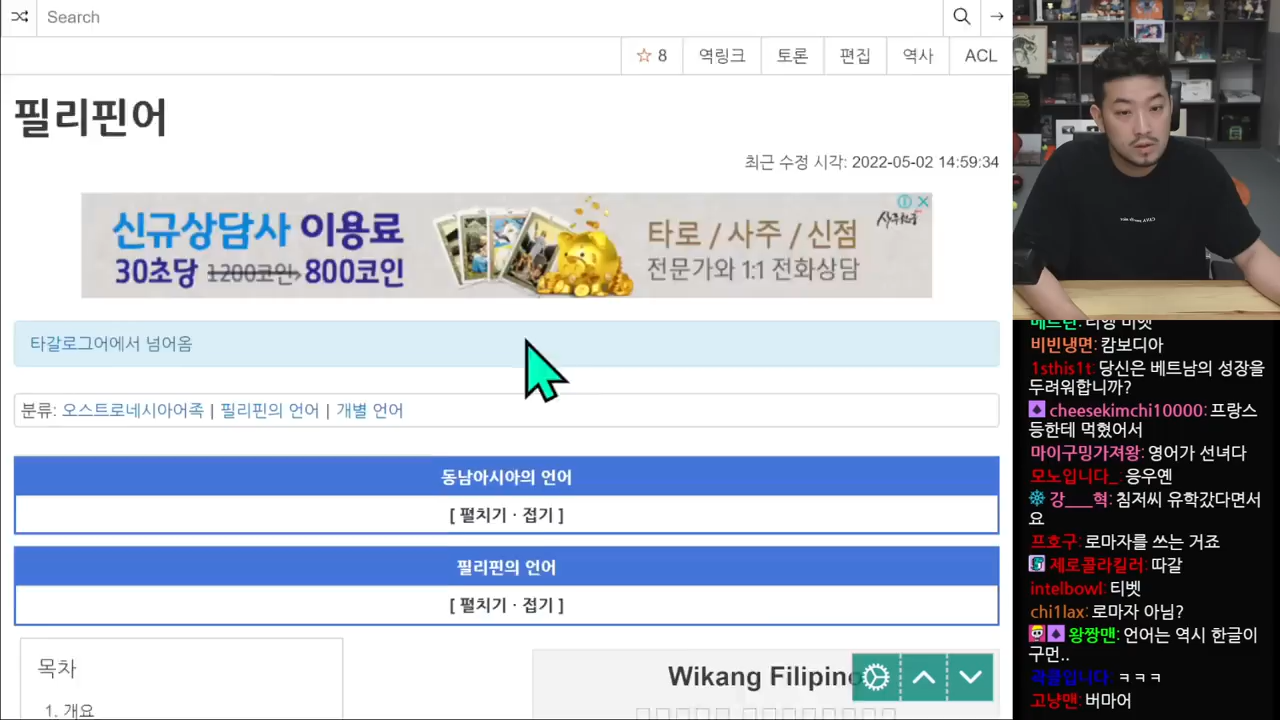 Search
☆ 8
역링크
토론
편집
역사
ACL
필리핀어
최근 수정 시각: 2022-05-02 14:59:34
신규상담사 이용료
30초당 1200코인 800코인
타로 / 사주 / 신점
전문가와 1:1 전화상담
타갈로그어에서 넘어옴
분류: 오스트로네시아어족 | 필리핀의 언어 | 개별 언어
동남아시아의 언어
[ 펼치기 · 접기 ]
필리핀의 언어
[ 펼치기 · 접기 ]
목차
1. 개요
Wikang Filipino
비빈냉면: 캄보디아
1sthis1t: 당신은 베트남의 성장을
두려워합니까?
cheesekimchi10000: 프랑스
등한테 먹혔어서
마이구밍가져왕: 영어가 선녀다
모노입니다_: 응우옌
강___혁: 침저씨 유학갔다면서
요
프호구: 로마자를 쓰는 거죠
제로콜라킬러: 따갈
intelbowl: 티벳
chi1lax: 로마자 아님?
왕짱맨: 언어는 역시 한글이
구먼..
곽클입니다: ㅋㅋㅋ
고냥맨: 버마어